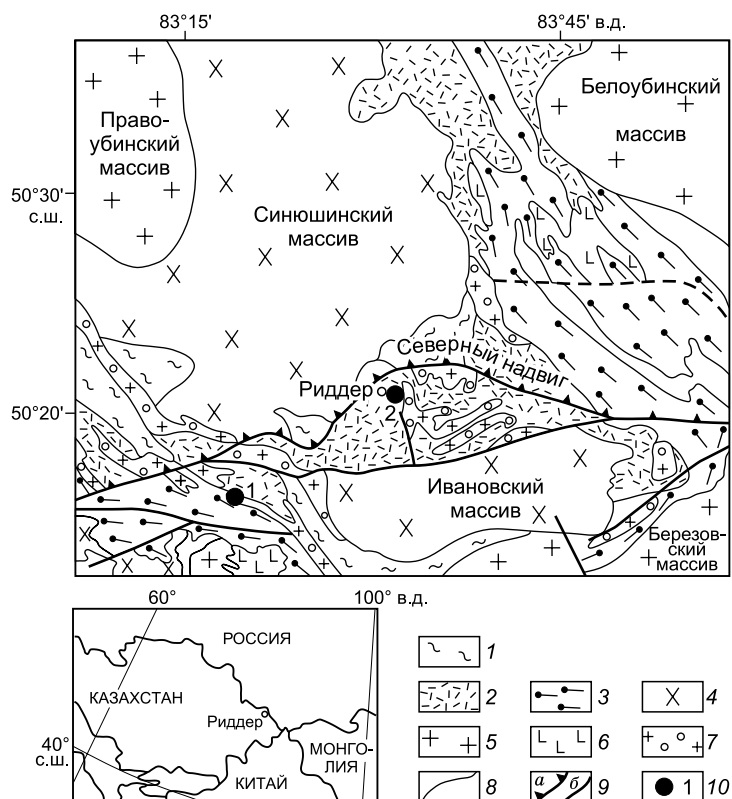 83°15'
83°45' в.д.
Право-
убинский
массив
Белоубинский
массив
50°30'
с.ш.
Синюшинский
массив
Северный надвиг
Риддер
2
50°20'
1
Ивановский
массив
Березов-
ский
массив
60°
100° в.д.
РОССИЯ
КАЗАХСТАН
Риддер
40°
с.ш.
МОНГО-
ЛИЯ
КИТАЙ
1
2
3
4
5
6
7
8
а б 9
1 10